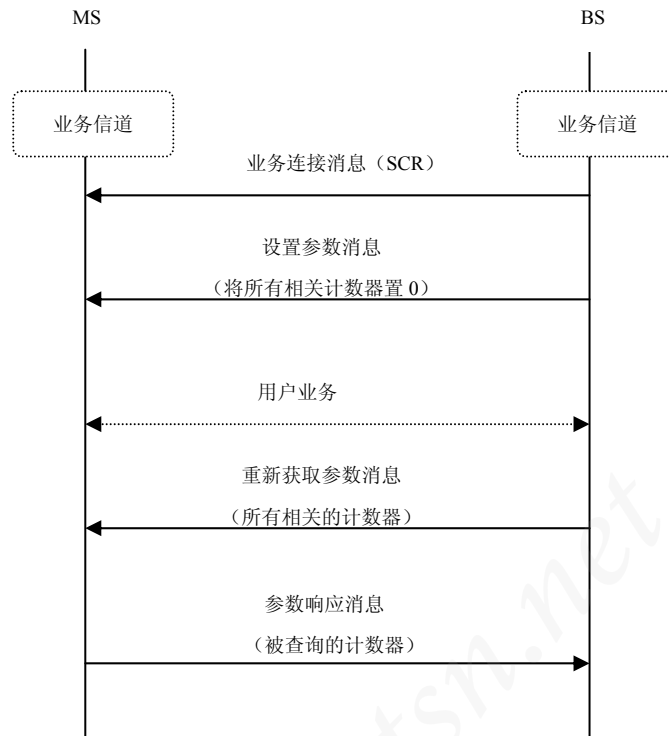 MS
BS
业务信道
业务信道
业务连接消息（SCR）
设置参数消息
（将所有相关计数器置 0）
用户业务
重新获取参数消息
（所有相关的计数器）
参数响应消息
（被查询的计数器）
tsn.net